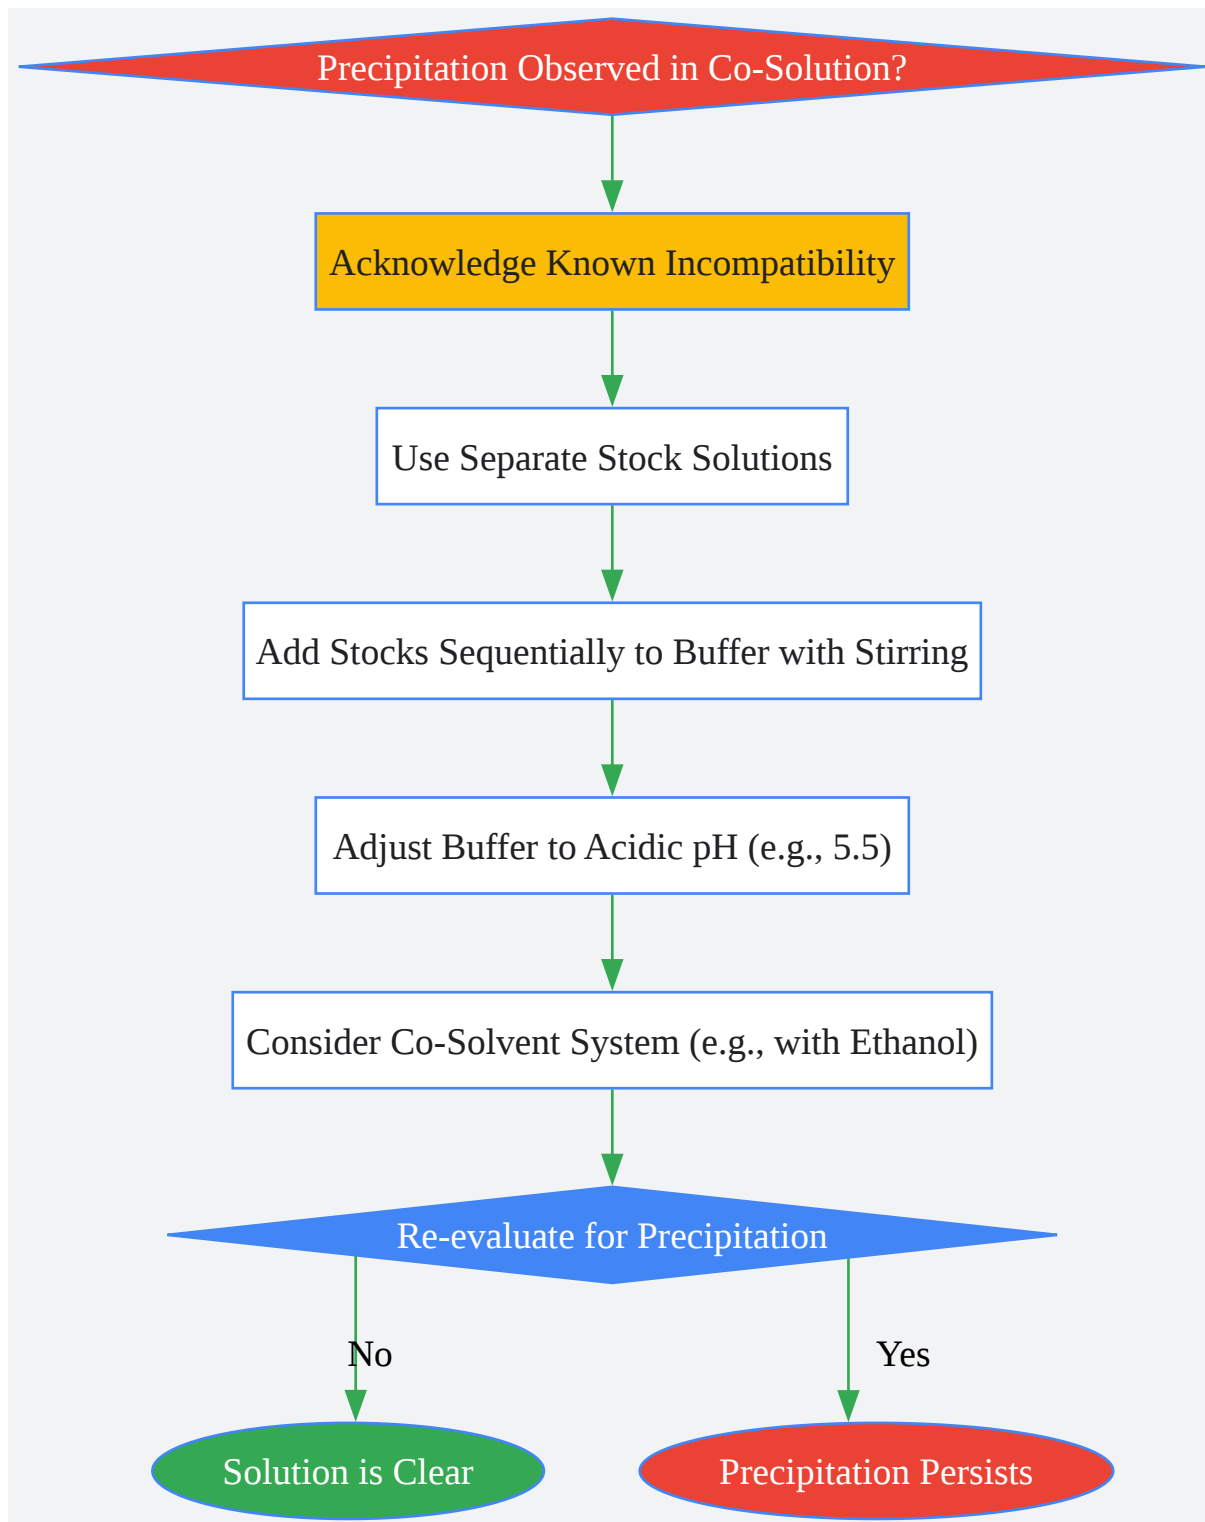 Precipitation Observed in Co-Solution?
Acknowledge Known Incompatibility
Use Separate Stock Solutions
Add Stocks Sequentially to Buffer with Stirring
Adjust Buffer to Acidic pH (e.g., 5.5)
Consider Co-Solvent System (e.g., with Ethanol)
Re-evaluate for Precipitation
No
Yes
Solution is Clear
Precipitation Persists